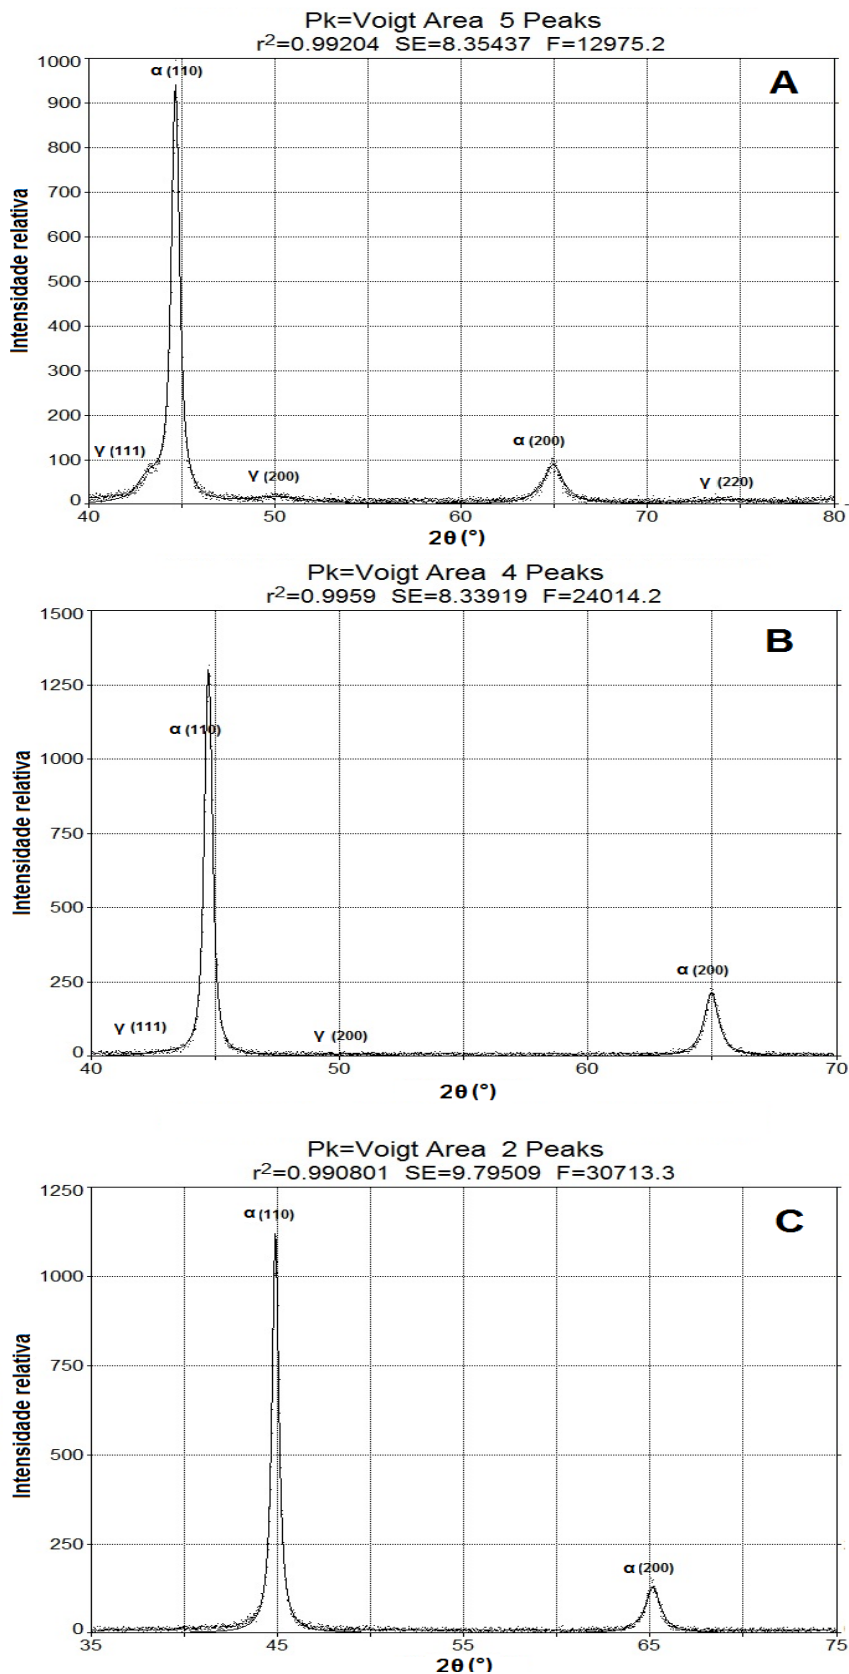 Pk=Voigt Area 5 Peaks
r²=0.99204 SE=8.35437 F=12975.2
A
Intensidade relativa
1000
900
800
700
600
500
400
300
200
100
0
α (110)
γ (111)
γ (200)
α (200)
γ (220)
40 50 60 70 80
2θ (°)
Pk=Voigt Area 4 Peaks
r²=0.9959 SE=8.33919 F=24014.2
B
Intensidade relativa
1500
1250
1000
750
500
250
0
α (110)
γ (111)
γ (200)
α (200)
40 50 60 70
2θ (°)
Pk=Voigt Area 2 Peaks
r²=0.990801 SE=9.79509 F=30713.3
C
Intensidade relativa
1250
1000
750
500
250
0
α (110)
α (200)
35 45 55 65 75
2θ (°)